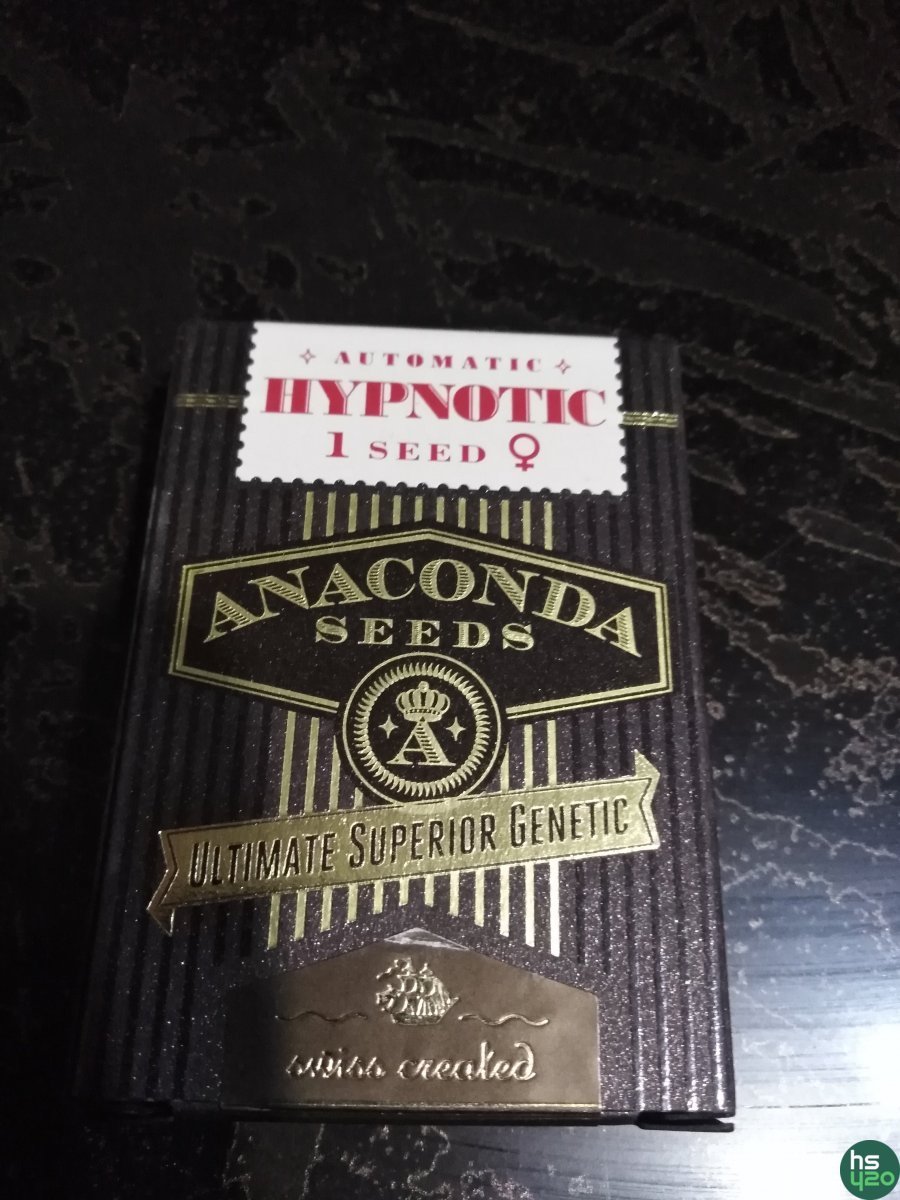 AUTOMATIC
HYPNOTIC
1 SEED ♀
ANACONDA
SEEDS
A
ULTIMATE SUPERIOR GENETIC
swiss created
hs
420